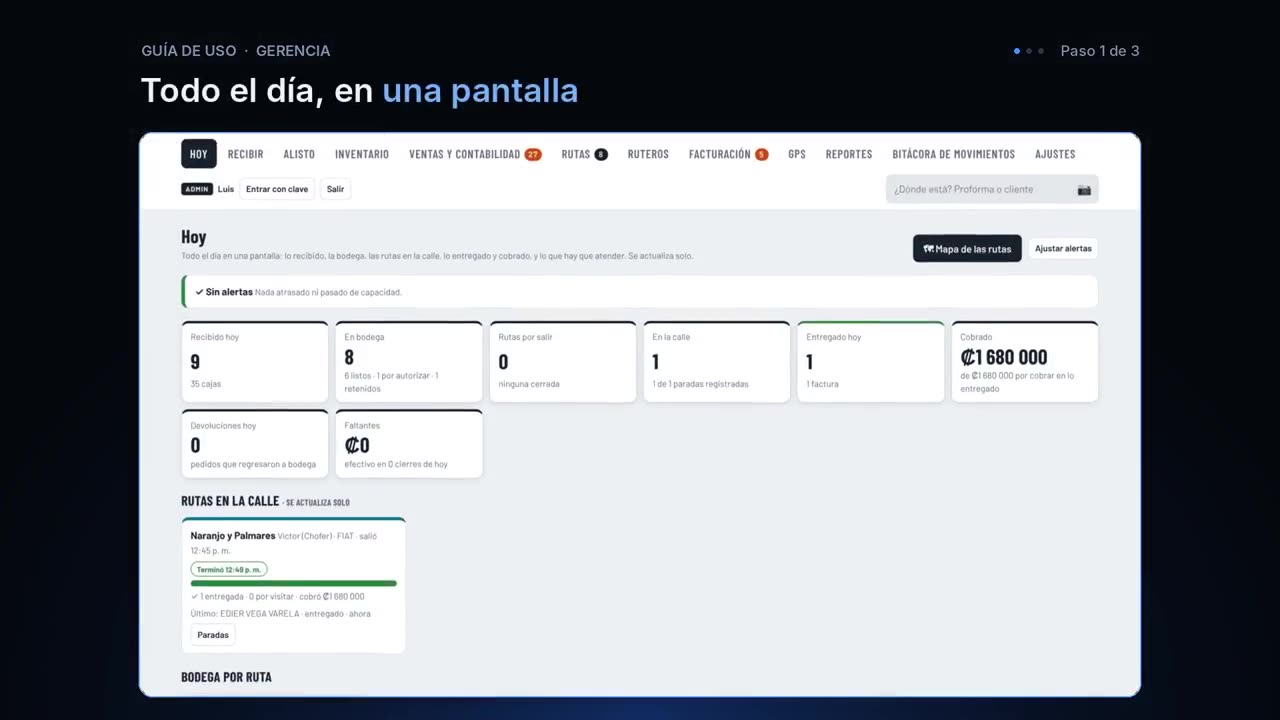 GUÍA DE USO · GERENCIA
Paso 1 de 3
Todo el día, en una pantalla
HOY
RECIBIR
ALISTO
INVENTARIO
VENTAS Y CONTABILIDAD 27
RUTAS 8
RUTEROS
FACTURACIÓN 5
GPS
REPORTES
BITÁCORA DE MOVIMIENTOS
AJUSTES
ADMIN Luis
Entrar con clave
Salir
¿Dónde está? Proforma o cliente
Hoy
Todo el día en una pantalla: lo recibido, la bodega, las rutas en la calle, lo entregado y cobrado, y lo que hay que atender. Se actualiza solo.
Mapa de las rutas
Ajustar alertas
✓ Sin alertas Nada atrasado ni pasado de capacidad.
Recibido hoy
9
35 cajas
En bodega
8
6 listos · 1 por autorizar · 1
retenidos
Rutas por salir
0
ninguna cerrada
En la calle
1
1 de 1 paradas registradas
Entregado hoy
1
1 factura
Cobrado
₡1 680 000
de ₡1 680 000 por cobrar en lo
entregado
Devoluciones hoy
0
pedidos que regresaron a bodega
Faltantes
₡0
efectivo en 0 cierres de hoy
RUTAS EN LA CALLE · SE ACTUALIZA SOLO
Naranjo y Palmares Victor (Chofer) · FIAT · salió
12:45 p. m.
Terminó 12:49 p. m.
✓ 1 entregada · 0 por visitar · cobró ₡1 680 000
Último: EDIER VEGA VARELA · entregado · ahora
Paradas
BODEGA POR RUTA